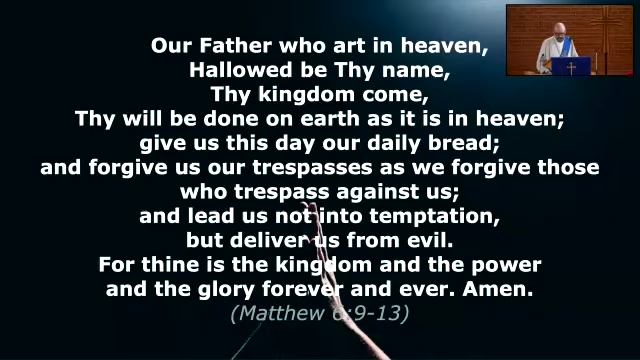 Our Father who art in heaven,
Hallowed be Thy name,
Thy kingdom come,
Thy will be done on earth as it is in heaven;
give us this day our daily bread;
and forgive us our trespasses as we forgive those
who trespass against us;
and lead us not into temptation,
but deliver us from evil.
For thine is the kingdom and the power
and the glory forever and ever. Amen.
(Matthew 6:9-13)